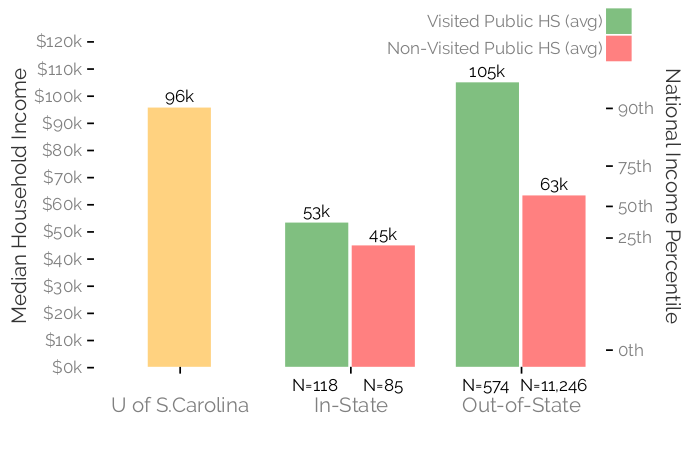 Visited Public HS (avg)
Non-Visited Public HS (avg)
Median Household Income
$120k
$110k
$100k
$90k
$80k
$70k
$60k
$50k
$40k
$30k
$20k
$10k
$0k
96k
53k
45k
105k
63k
National Income Percentile
90th
75th
50th
25th
0th
N=118 N=85 N=574 N=11,246
U of S.Carolina In-State Out-of-State